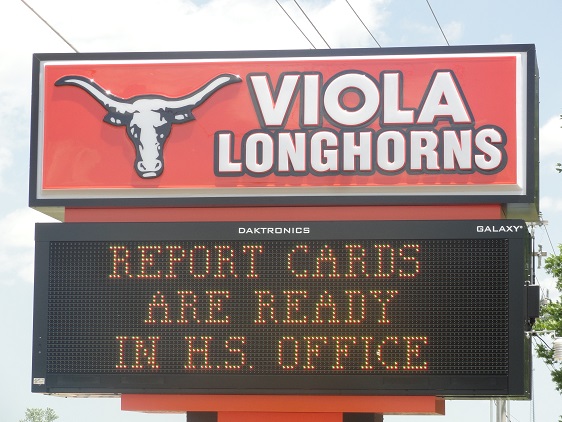 VIOLA
LONGHORNS
DAKTRONICS GALAXY®
REPORT CARDS
ARE READY
IN H.S. OFFICE